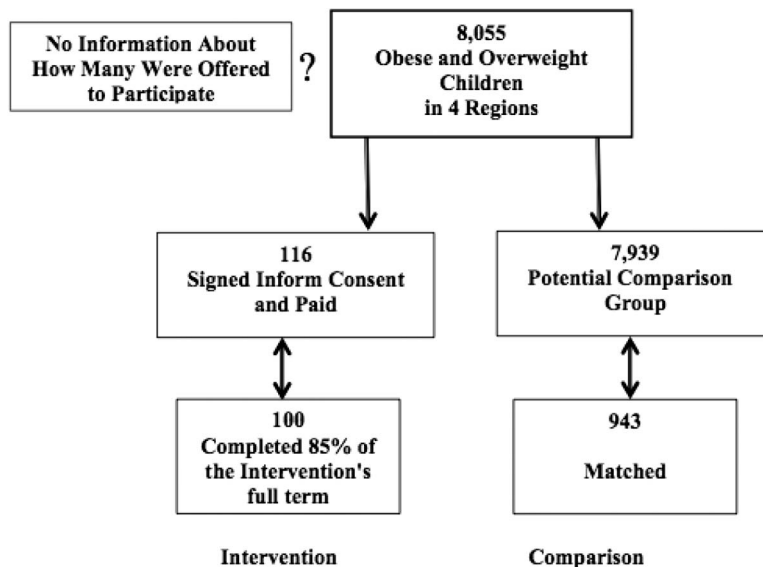 No Information About
How Many Were Offered
to Participate
?
8,055
Obese and Overweight
Children
in 4 Regions
116
Signed Inform Consent
and Paid
7,939
Potential Comparison
Group
100
Completed 85% of
the Intervention's
full term
943
Matched
Intervention
Comparison